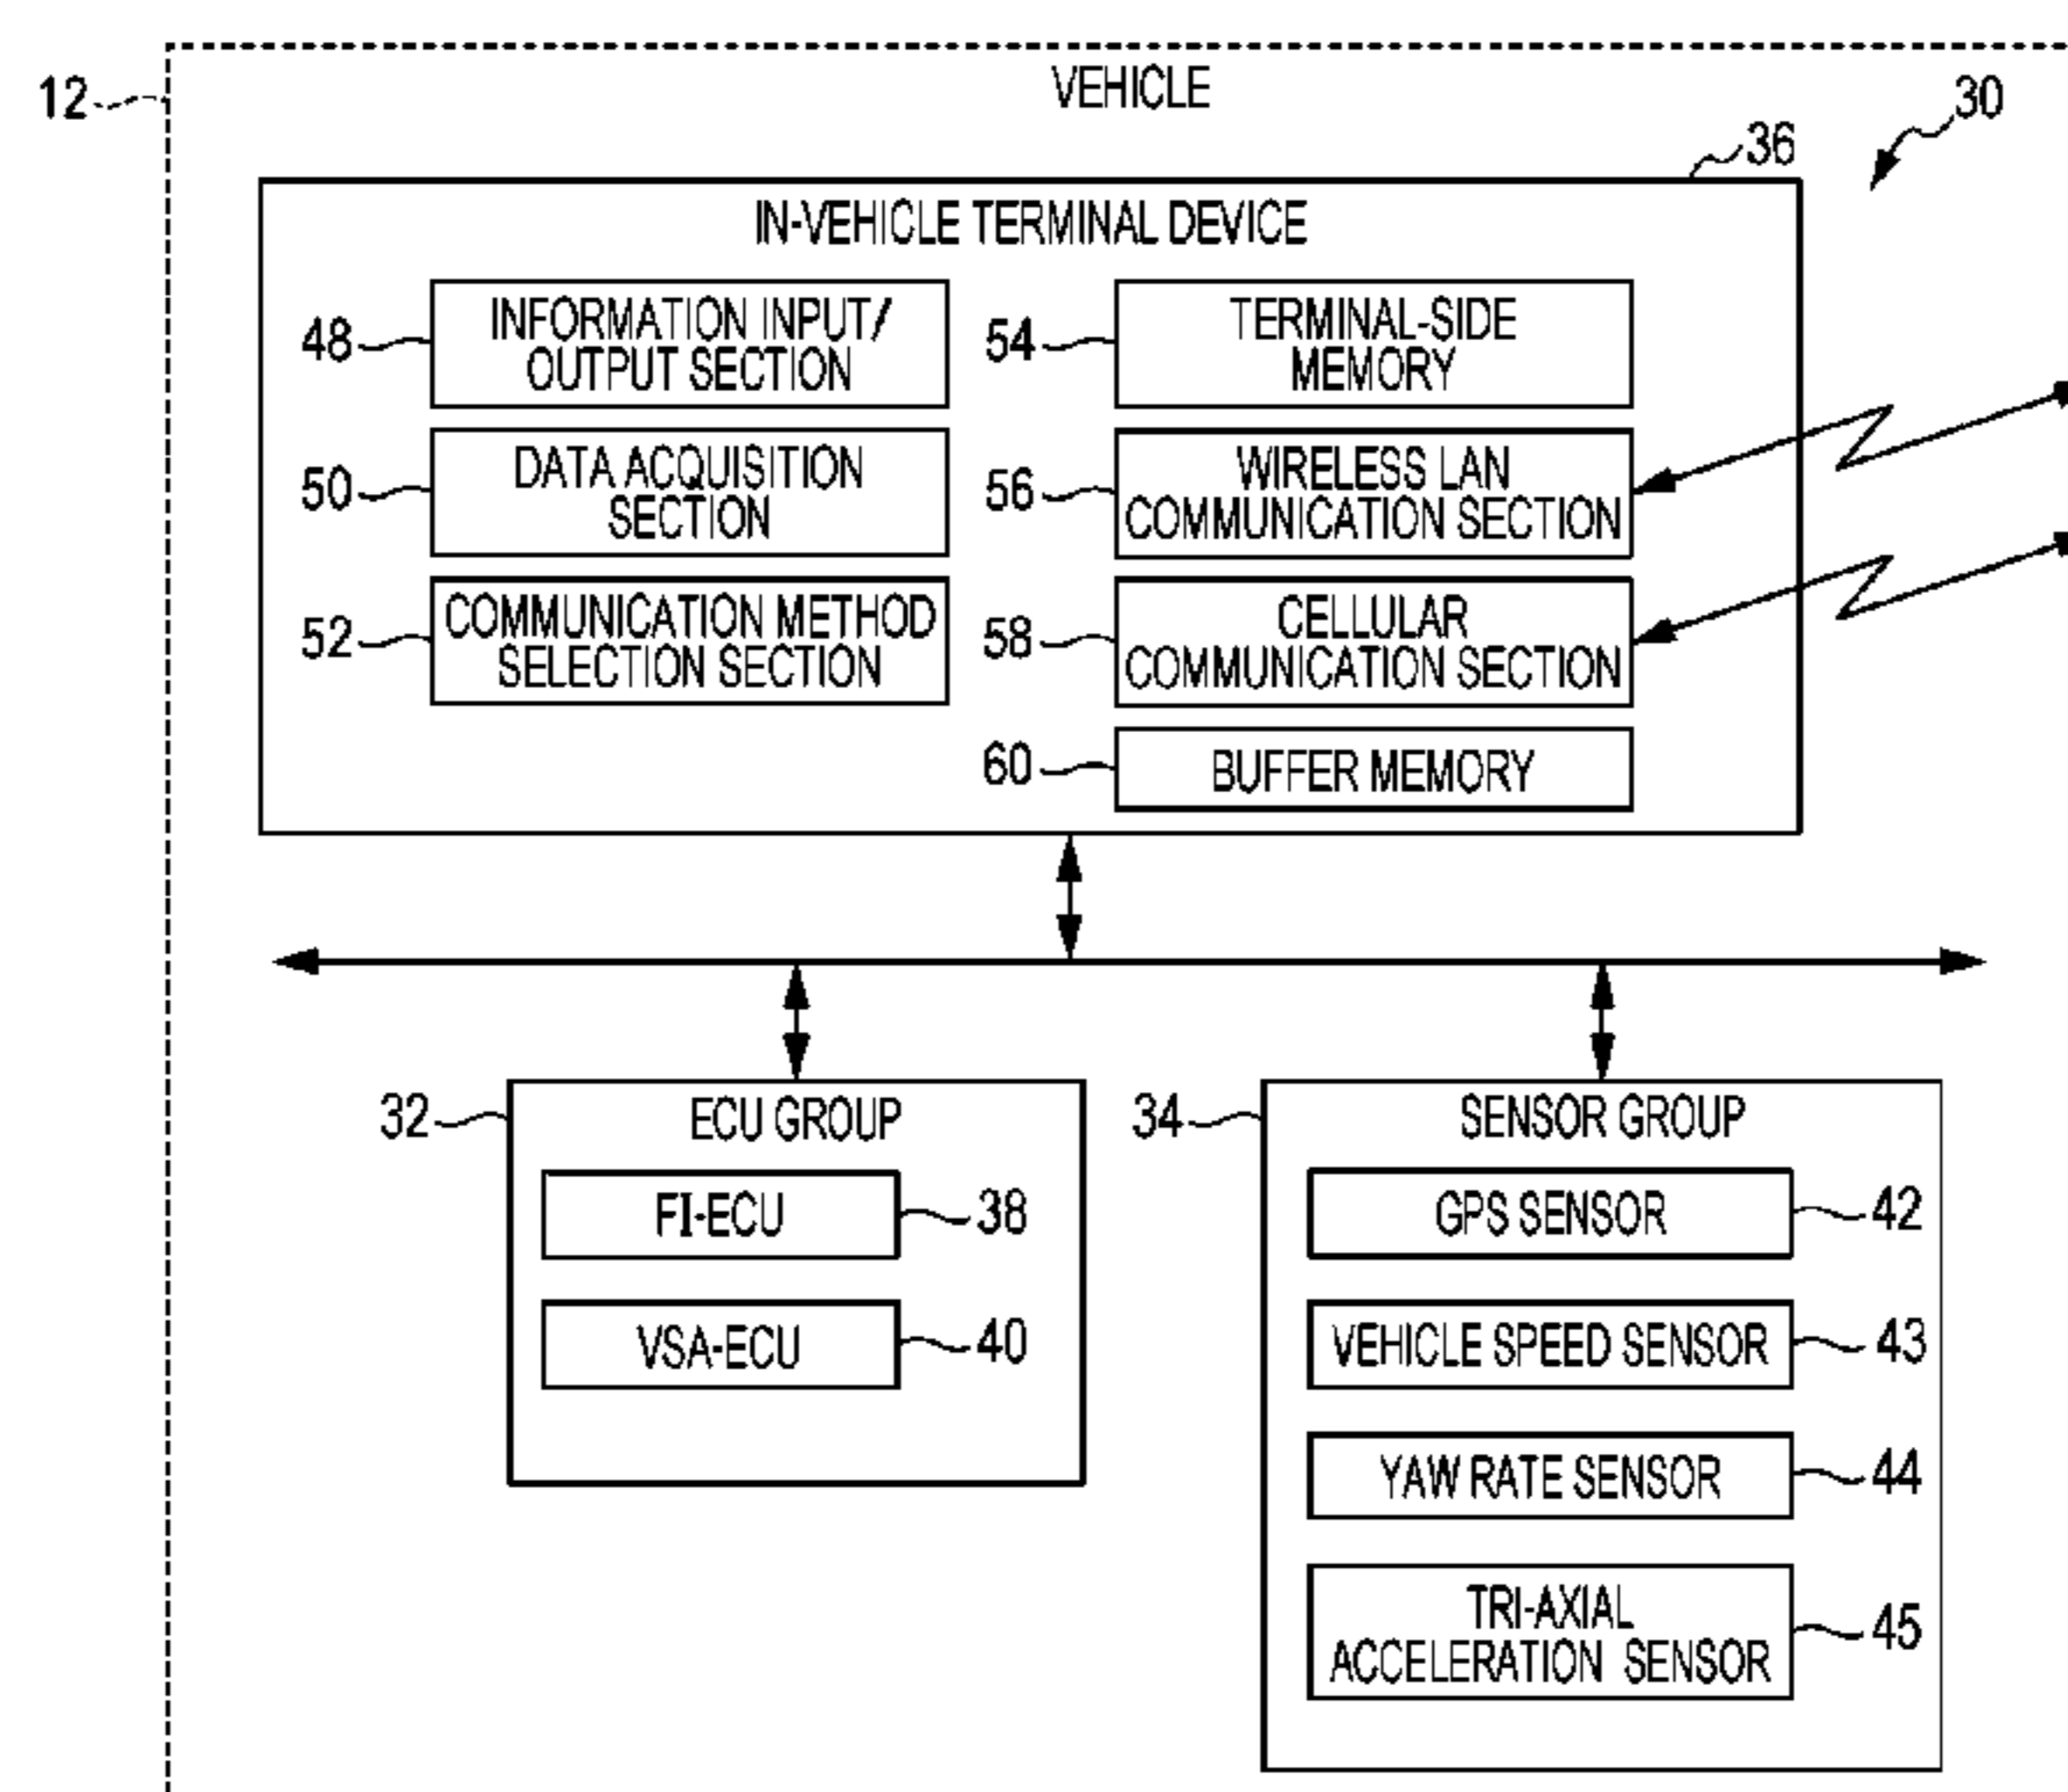 12
VEHICLE
30
36
IN-VEHICLE TERMINAL DEVICE
48
INFORMATION INPUT/
OUTPUT SECTION
54
TERMINAL-SIDE
MEMORY
50
DATA ACQUISITION
SECTION
56
WIRELESS LAN
COMMUNICATION SECTION
52
COMMUNICATION METHOD
SELECTION SECTION
58
CELLULAR
COMMUNICATION SECTION
60
BUFFER MEMORY
32
ECU GROUP
FI-ECU
38
VSA-ECU
40
34
SENSOR GROUP
GPS SENSOR
42
VEHICLE SPEED SENSOR
43
YAW RATE SENSOR
44
TRI-AXIAL
ACCELERATION SENSOR
45